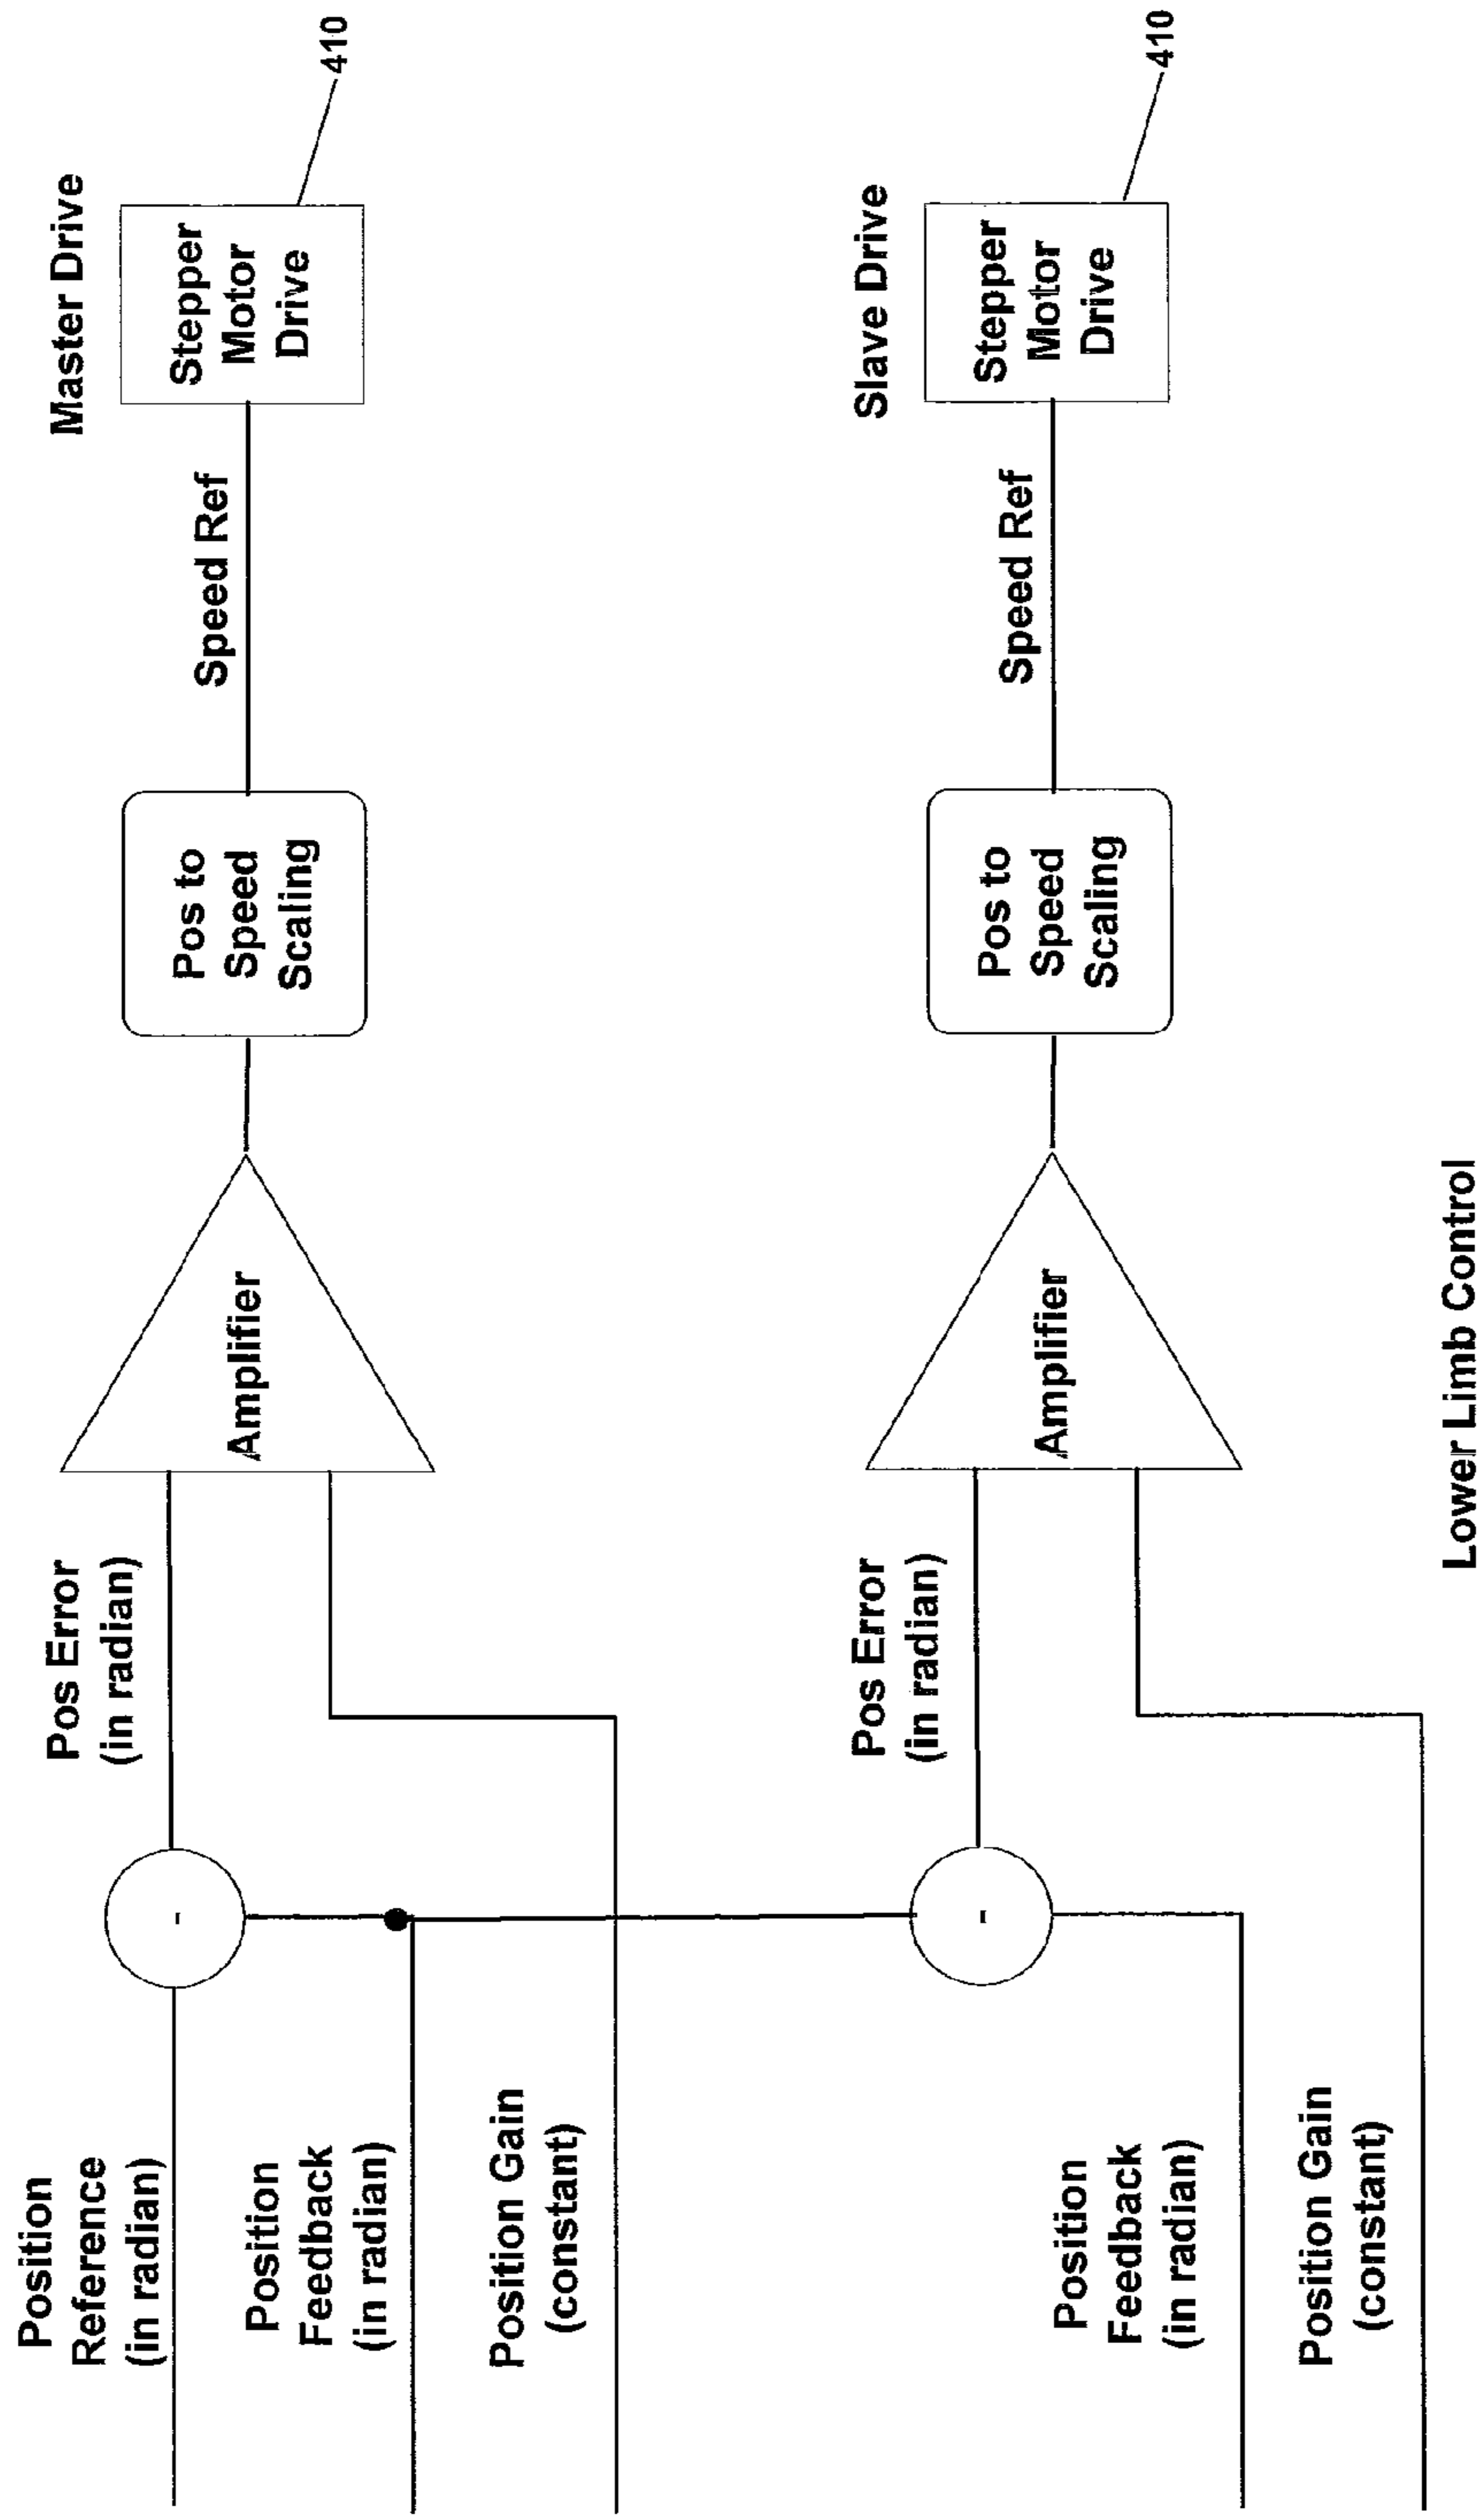 Position
Reference
(in radian)
Pos Error
(in radian)
Amplifier
Pos to
Speed
Scaling
Speed Ref
Master Drive
Stepper
Motor
Drive
410
Position
Feedback
(in radian)
Position Gain
(constant)
-
Pos Error
(in radian)
Amplifier
Pos to
Speed
Scaling
Speed Ref
Slave Drive
Stepper
Motor
Drive
410
-
Position
Feedback
(in radian)
Position Gain
(constant)
Lower Limb Control